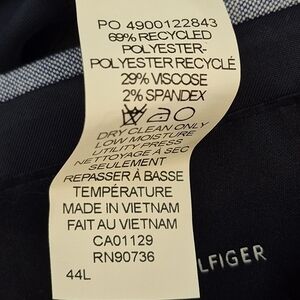 PO 4900122843
69% RECYCLED
POLYESTER-
POLYESTER RECYCLÉ
29% VISCOSE
2% SPANDEX
DRY CLEAN ONLY
LOW MOISTURE
UTILITY PRESS
NETTOYAGE A SEC
SEULEMENT
REPASSER À BASSE
TEMPÉRATURE
MADE IN VIETNAM
FAIT AU VIETNAM
CA01129
RN90736
44L
LFIGER